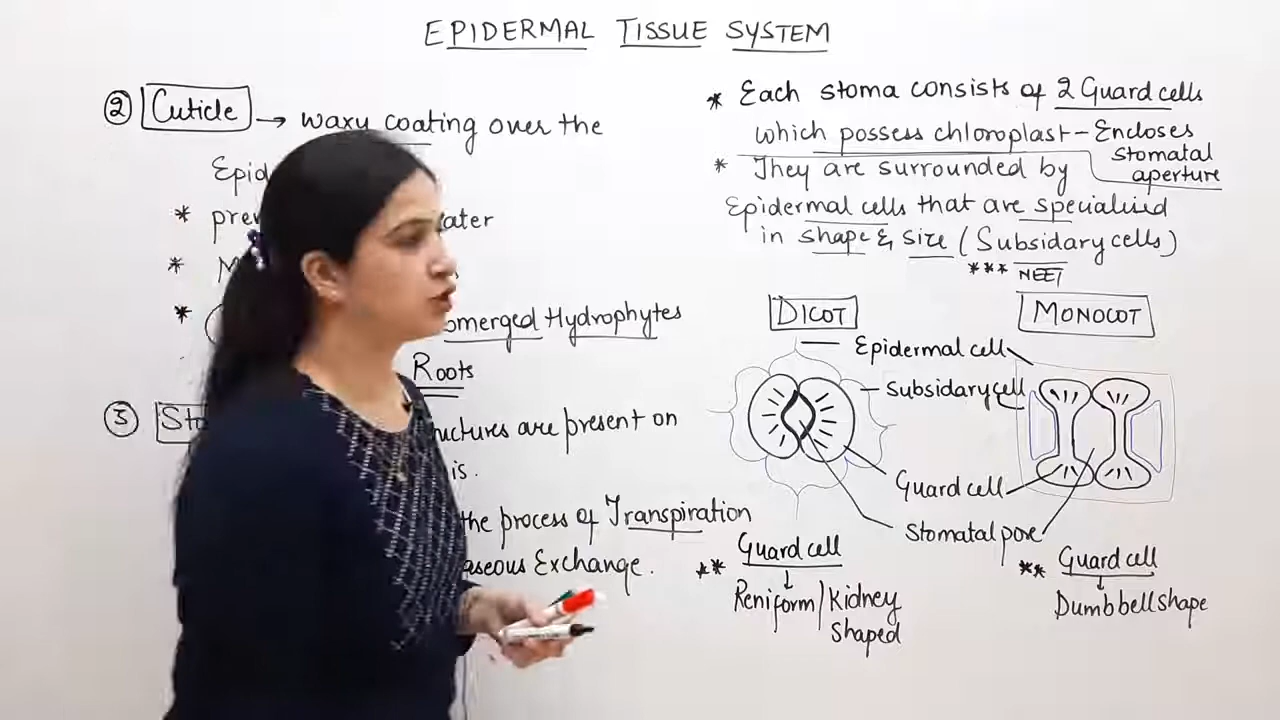 EPIDERMAL TISSUE SYSTEM
② Cuticle → waxy coating over the
Epid
* prev ater
* M
* omerged Hydrophytes
Roots
③ Sto uctures are present on
is.
the process of Transpiration
aseous Exchange.
* Each stoma consists of 2 Guard cells
which possess chloroplast - Encloses
stomatal
aperture
* They are surrounded by
Epidermal cells that are specialised
in shape & size (Subsidary cells)
*** NEET
DICOT
MONOCOT
Epidermal cell
Subsidary cell
Guard cell
Stomatal pore
** Guard cell
↓
Reniform/Kidney
shaped
** Guard cell
↓
Dumbbell shape